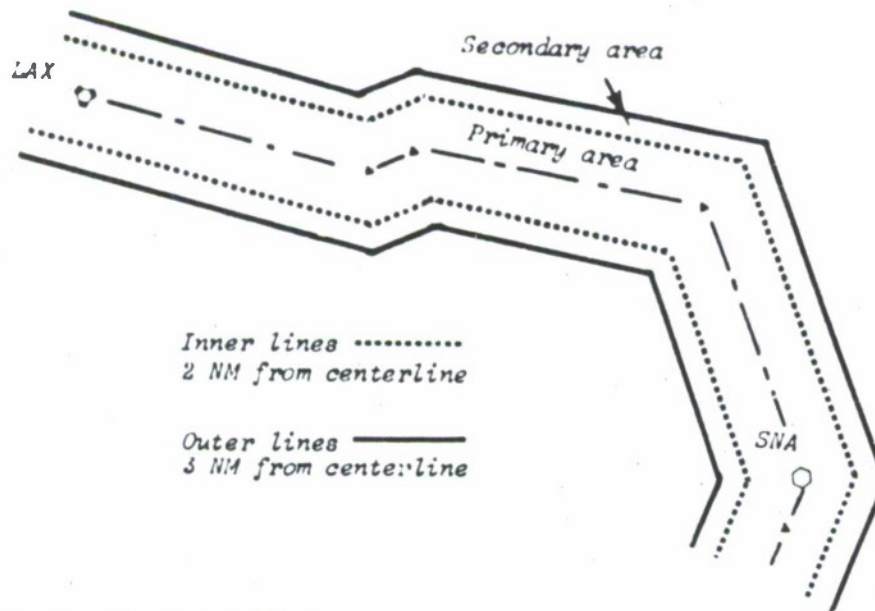 Secondary area
LAX
Primary area
Inner lines
2 NM from centerline
Outer lines
3 NM from centerline
SNA